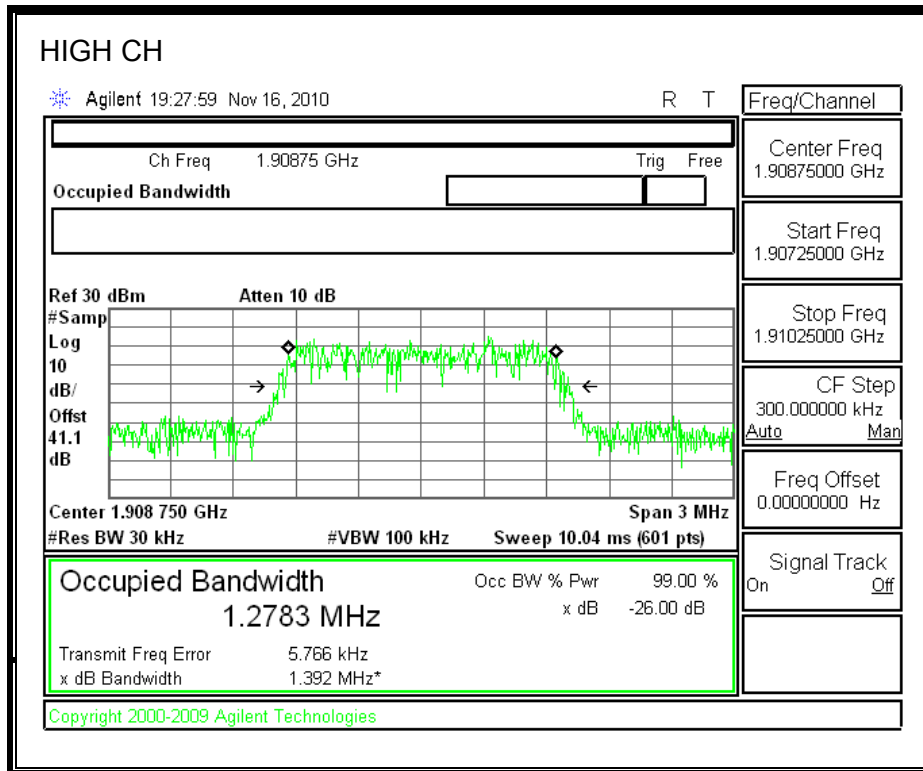 HIGH CH
Agilent 19:27:59 Nov 16, 2010 R T
Freq/Channel
Ch Freq 1.90875 GHz Trig Free
Occupied Bandwidth
Center Freq
1.90875000 GHz
Start Freq
1.90725000 GHz
Stop Freq
1.91025000 GHz
CF Step
300.000000 kHz
Auto Man
Freq Offset
0.00000000 Hz
Signal Track
On Off
Ref 30 dBm Atten 10 dB
#Samp
Log
10
dB/
Offst
41.1
dB
Center 1.908 750 GHz Span 3 MHz
#Res BW 30 kHz #VBW 100 kHz Sweep 10.04 ms (601 pts)
Occupied Bandwidth Occ BW % Pwr 99.00 %
1.2783 MHz x dB -26.00 dB
Transmit Freq Error 5.766 kHz
x dB Bandwidth 1.392 MHz*
Copyright 2000-2009 Agilent Technologies